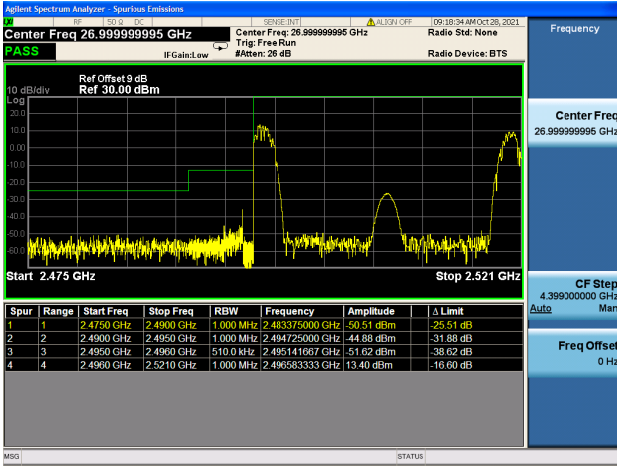 Agilent Spectrum Analyzer - Spurious Emissions
RF 50 Ω DC SENSE:INT ALIGN OFF 09:18:34 AM Oct 28, 2021
Center Freq 26.999999995 GHz Center Freq: 26.999999995 GHz Radio Std: None Frequency
Trig: Free Run
PASS IFGain:Low #Atten: 26 dB Radio Device: BTS
Ref Offset 9 dB
10 dB/div Ref 30.00 dBm
Log
20.0
10.0
0.00
-10.0
-20.0
-30.0
-40.0
-50.0
-60.0
Start 2.475 GHz Stop 2.521 GHz
Center Freq
26.999999995 GHz
CF Step
4.399000000 GHz
Auto Man
Freq Offset
0 Hz
Spur Range Start Freq Stop Freq RBW Frequency Amplitude Δ Limit
1 1 2.4750 GHz 2.4900 GHz 1.000 MHz 2.483375000 GHz -50.51 dBm -25.51 dB
2 2 2.4900 GHz 2.4950 GHz 1.000 MHz 2.494725000 GHz -44.88 dBm -31.88 dB
3 3 2.4950 GHz 2.4960 GHz 510.0 kHz 2.495141667 GHz -51.62 dBm -38.62 dB
4 4 2.4960 GHz 2.5210 GHz 1.000 MHz 2.496583333 GHz 13.40 dBm -16.60 dB
MSG STATUS